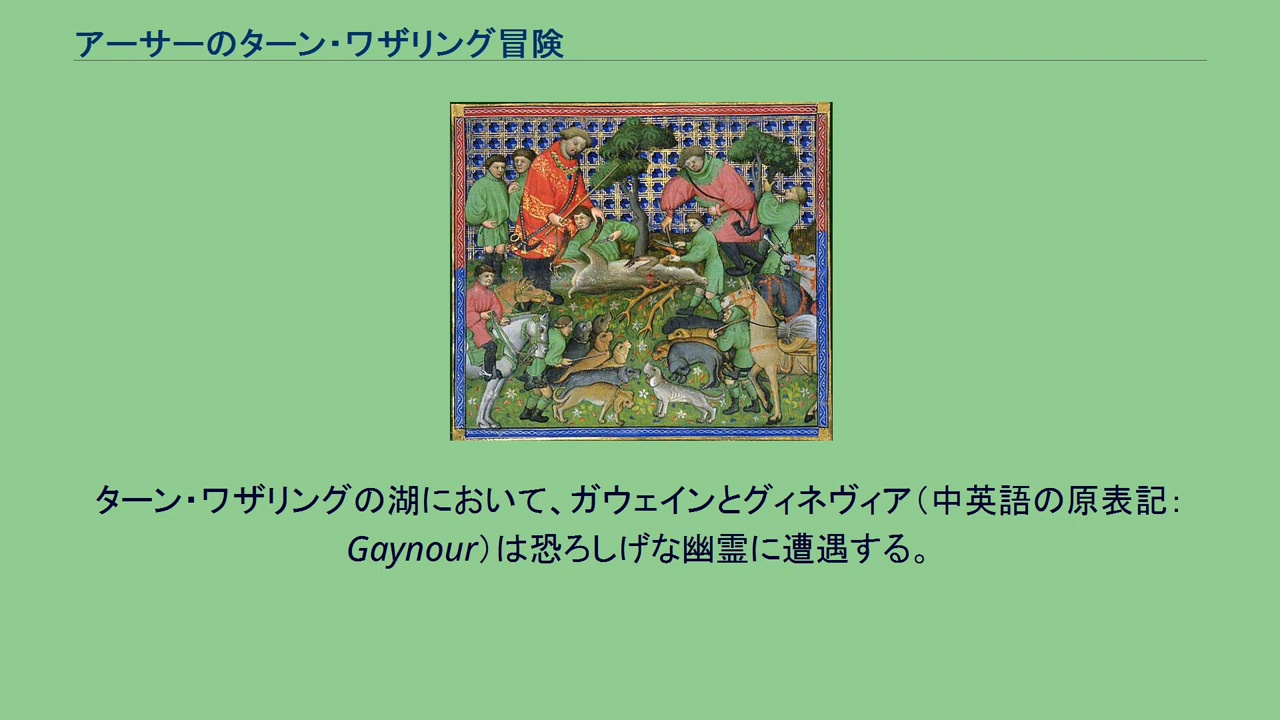 アーサーのターン・ワザリング冒険
ターン・ワザリングの湖において、ガウェインとグィネヴィア（中英語の原表記：
Gaynour）は恐ろしげな幽霊に遭遇する。